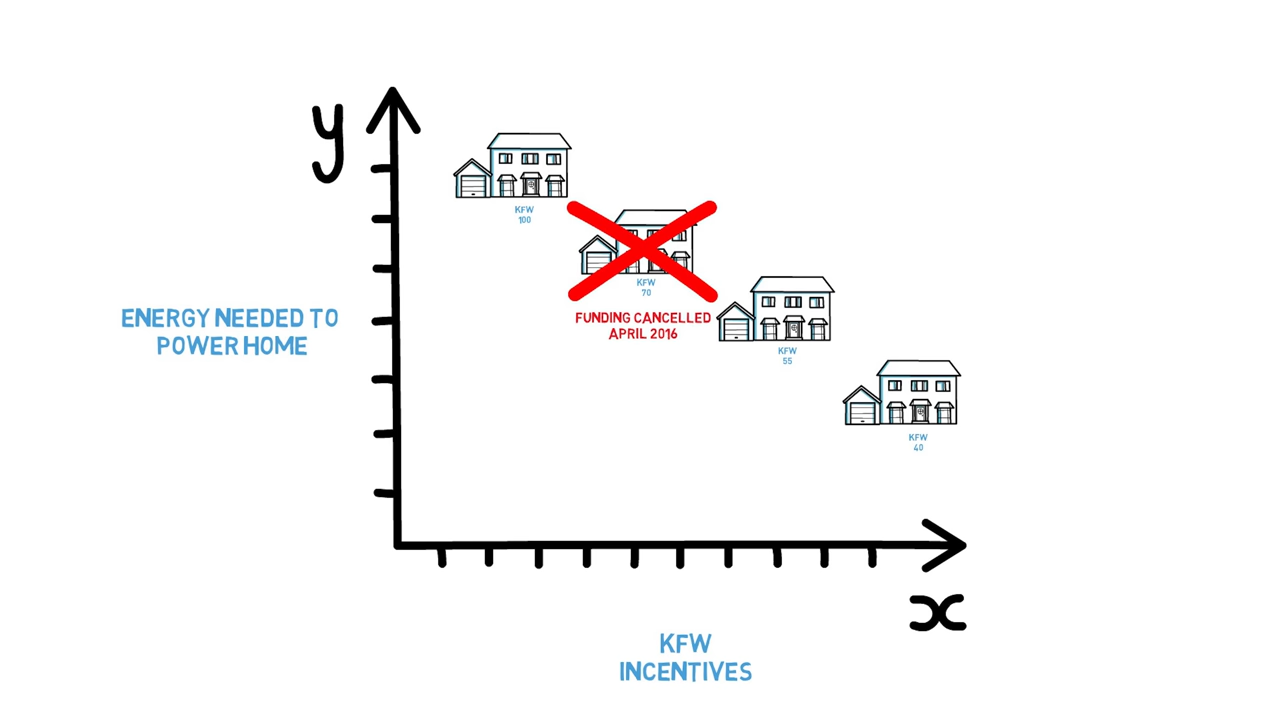 y
KFW
100
KFW
70
FUNDING CANCELLED
APRIL 2016
ENERGY NEEDED TO
POWER HOME
KFW
55
KFW
40
x
KFW
INCENTIVES